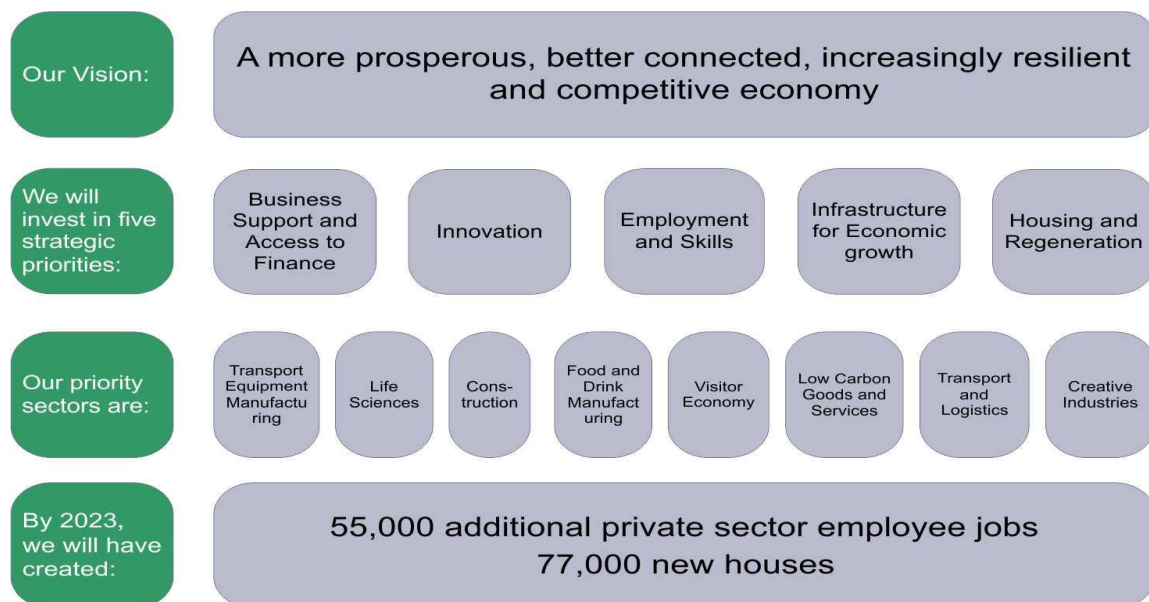 Our Vision:
A more prosperous, better connected, increasingly resilient
and competitive economy
We will
invest in five
strategic
priorities:
Business
Support and
Access to
Finance
Innovation
Employment
and Skills
Infrastructure
for Economic
growth
Housing and
Regeneration
Our priority
sectors are:
Transport
Equipment
Manufactu
ring
Life
Sciences
Cons-
truction
Food and
Drink
Manufact
uring
Visitor
Economy
Low Carbon
Goods and
Services
Transport
and
Logistics
Creative
Industries
By 2023,
we will have
created:
55,000 additional private sector employee jobs
77,000 new houses